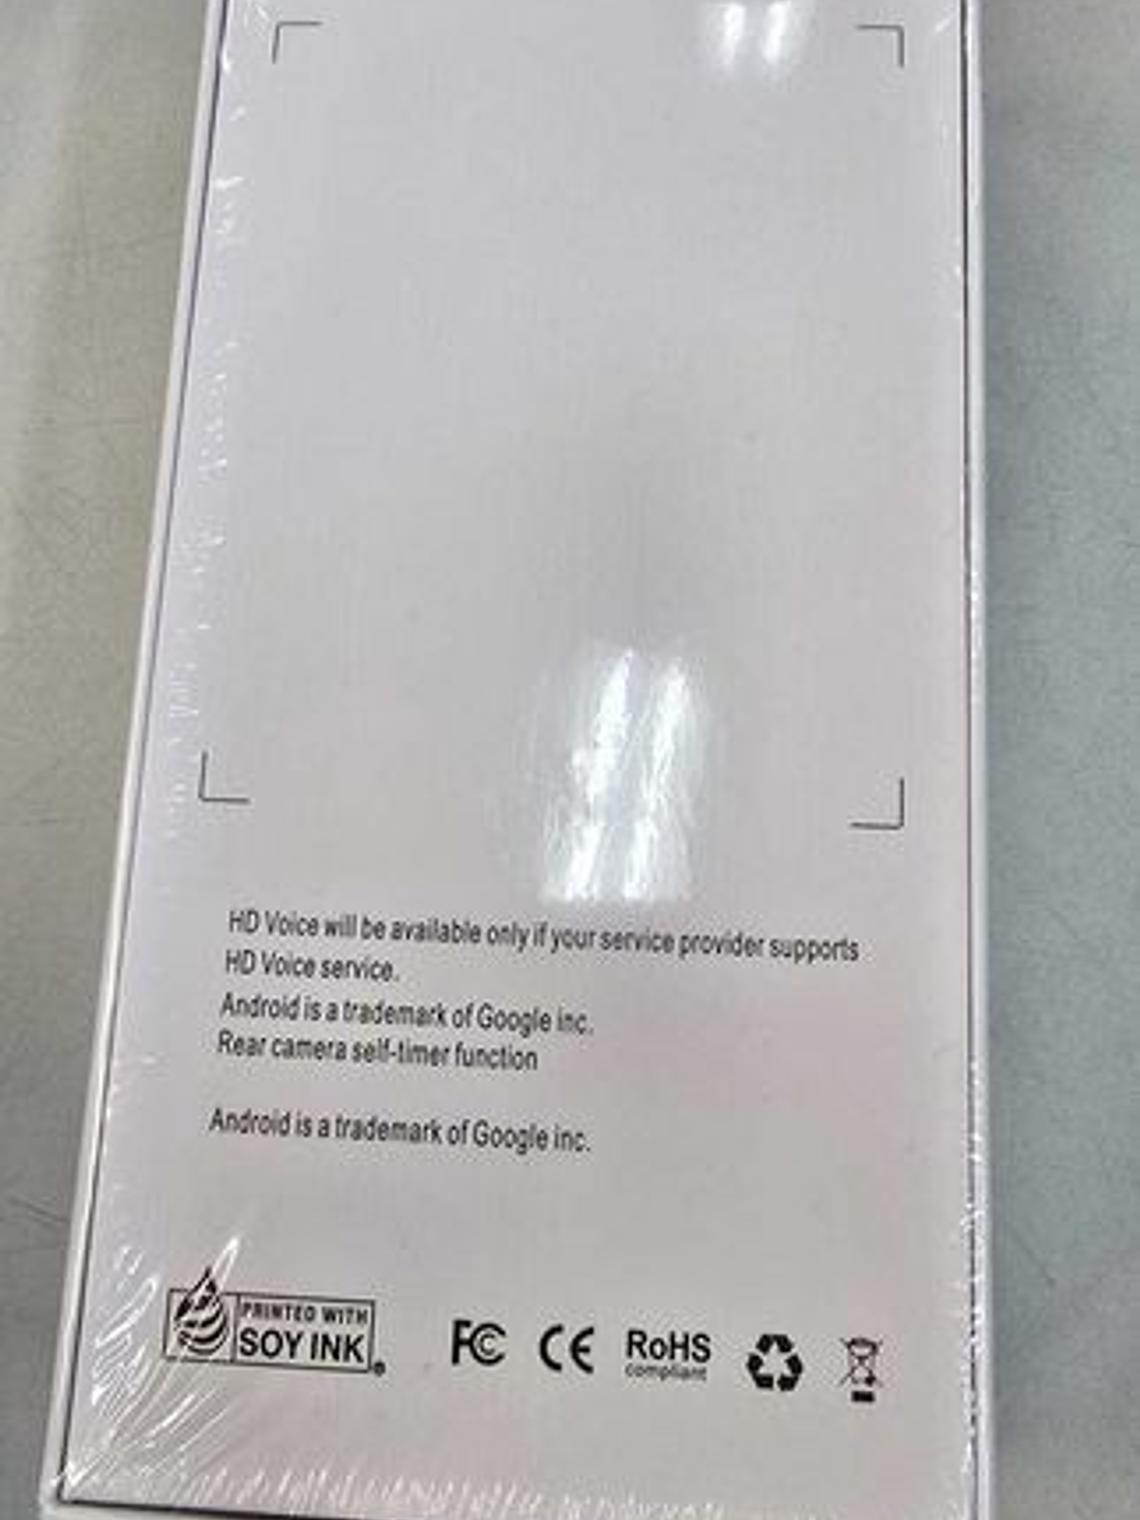 HD Voice will be available only if your service provider supports
HD Voice service.
Android is a trademark of Google inc.
Rear camera self-timer function
Android is a trademark of Google inc.
PRINTED WITH
SOY INK
FC CE RoHS
compliant